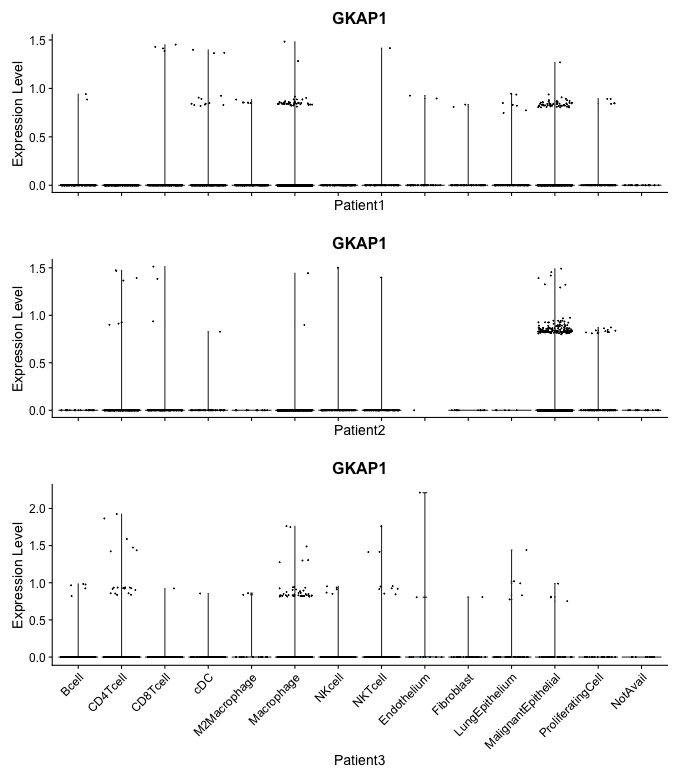 GKAP1
Expression Level
1.5
1.0
0.5
0.0
Patient1
GKAP1
Expression Level
1.5
1.0
0.5
0.0
Patient2
GKAP1
Expression Level
2.0
1.5
1.0
0.5
0.0
Bcell
CD4Tcell
CD8Tcell
cDC
M2Macrophage
Macrophage
NKcell
NKTcell
Endothelium
Fibroblast
LungEpithelium
MalignantEpithelial
ProliferatingCell
NotAvail
Patient3